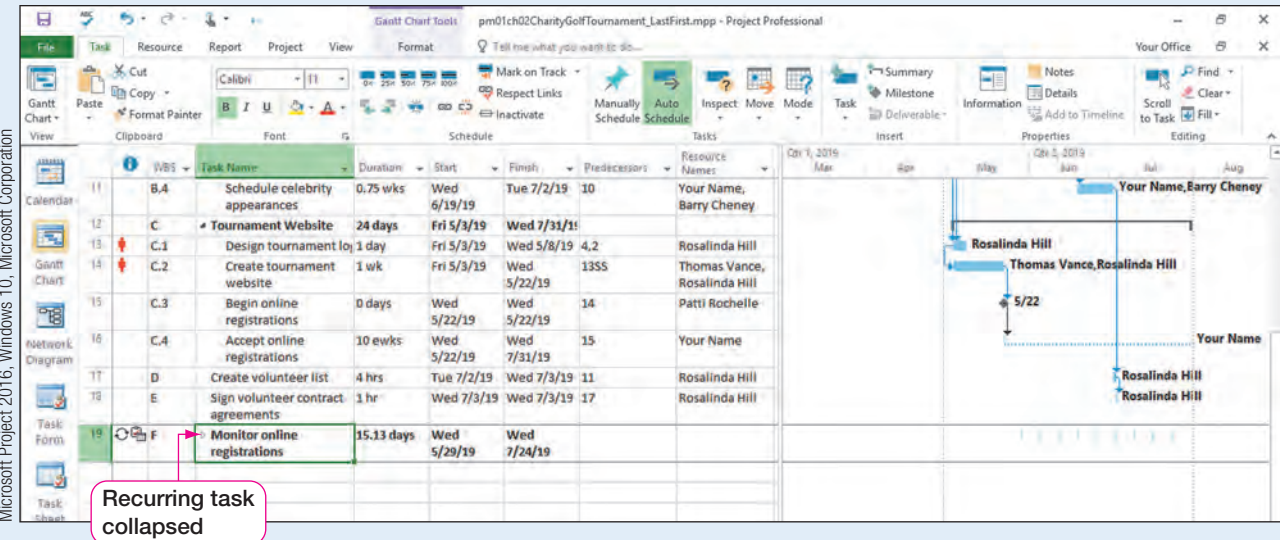 Gantt Chart Tools
pm01ch02CharityGolfTournament_LastFirst.mpp - Project Professional
File Task Resource Report Project View Format Tell me what you want to do... Your Office
Gantt Chart
View
Paste
Cut
Copy
Format Painter
Clipboard
Calibri 11
B I U A
Font
0% 25% 50% 75% 100%
Mark on Track
Respect Links
Inactivate
Schedule
Manually Schedule
Auto Schedule
Inspect Move Mode
Tasks
Task
Summary
Milestone
Deliverable
Insert
Information
Notes
Details
Add to Timeline
Properties
Scroll to Task
Find
Clear
Fill
Editing
WBS Task Name Duration Start Finish Predecessors Resource Names
Qtr 1, 2019 Qtr 2, 2019
Mar Apr May Jun Jul Aug
11 B.4 Schedule celebrity appearances 0.75 wks Wed 6/19/19 Tue 7/2/19 10 Your Name, Barry Cheney
12 C Tournament Website 24 days Fri 5/3/19 Wed 7/31/19
13 C.1 Design tournament log 1 day Fri 5/3/19 Wed 5/8/19 4,2 Rosalinda Hill
14 C.2 Create tournament website 1 wk Fri 5/3/19 Wed 5/22/19 13SS Thomas Vance, Rosalinda Hill
15 C.3 Begin online registrations 0 days Wed 5/22/19 Wed 5/22/19 14 Patti Rochelle
16 C.4 Accept online registrations 10 ewks Wed 5/22/19 Wed 7/31/19 15 Your Name
17 D Create volunteer list 4 hrs Tue 7/2/19 Wed 7/3/19 11 Rosalinda Hill
18 E Sign volunteer contract agreements 1 hr Wed 7/3/19 Wed 7/3/19 17 Rosalinda Hill
19 F Monitor online registrations 15.13 days Wed 5/29/19 Wed 7/24/19
Your Name,Barry Cheney
Rosalinda Hill
Thomas Vance,Rosalinda Hill
5/22
Your Name
Rosalinda Hill
Rosalinda Hill
Calendar
Gantt Chart
Network Diagram
Task Form
Task Sheet
Recurring task
collapsed
Microsoft Project 2016, Windows 10, Microsoft Corporation